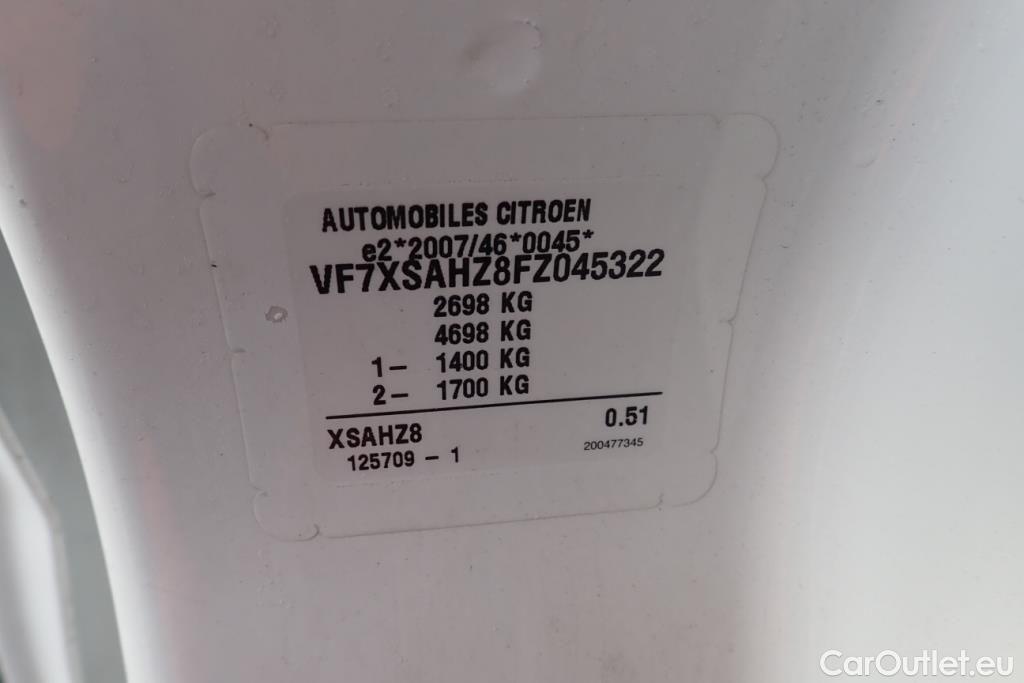 AUTOMOBILES CITROEN
e2*2007/46*0045*
VF7XSAHZ8FZ045322
2698 KG
4698 KG
1- 1400 KG
2- 1700 KG
XSAHZ8 0.51
125709 - 1 200477345
CarOutlet.eu